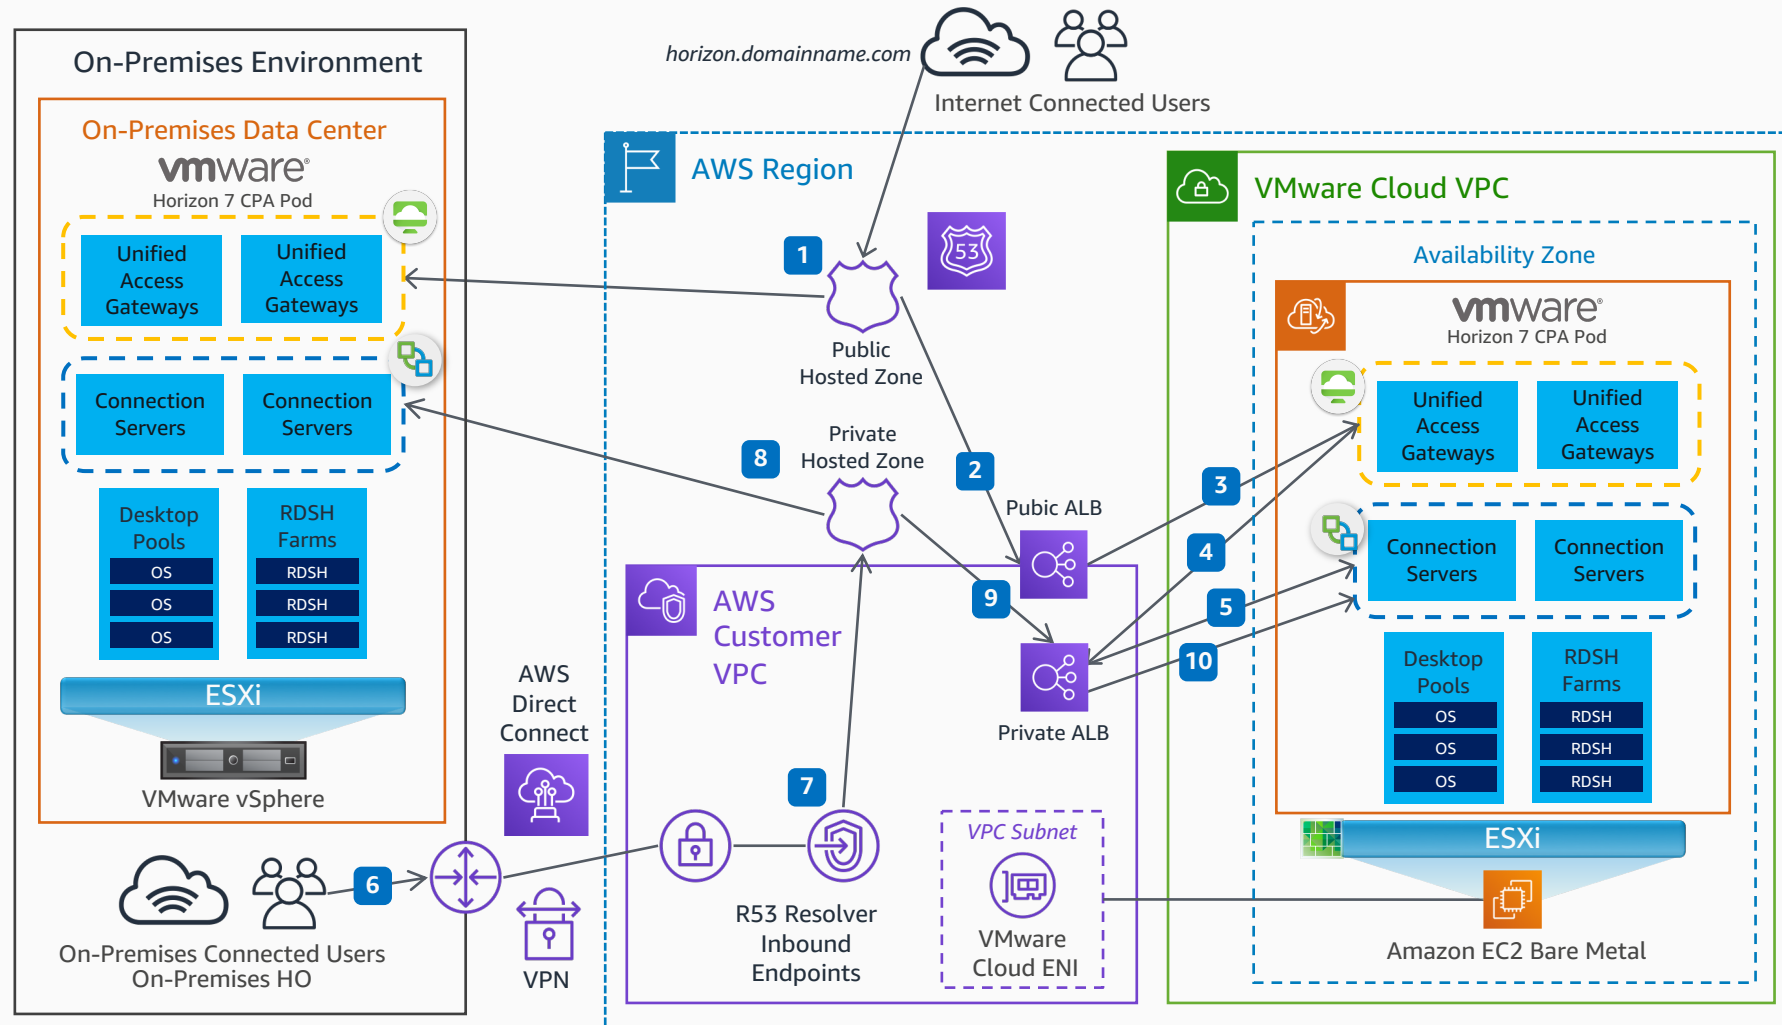 On-Premises Environment
On-Premises Data Center
vmware®
Horizon 7 CPA Pod
Unified
Access
Gateways
Unified
Access
Gateways
Connection
Servers
Connection
Servers
Desktop
Pools
OS
OS
OS
RDSH
Farms
RDSH
RDSH
RDSH
ESXi
VMware vSphere
On-Premises Connected Users
On-Premises HO
6
AWS
Direct
Connect
VPN
horizon.domainname.com
Internet Connected Users
AWS Region
53
1
Public
Hosted Zone
Private
Hosted Zone
8
2
Pubic ALB
9
AWS
Customer
VPC
Private ALB
7
R53 Resolver
Inbound
Endpoints
VPC Subnet
VMware
Cloud ENI
3
4
5
10
VMware Cloud VPC
Availability Zone
vmware®
Horizon 7 CPA Pod
Unified
Access
Gateways
Unified
Access
Gateways
Connection
Servers
Connection
Servers
Desktop
Pools
OS
OS
OS
RDSH
Farms
RDSH
RDSH
RDSH
ESXi
Amazon EC2 Bare Metal